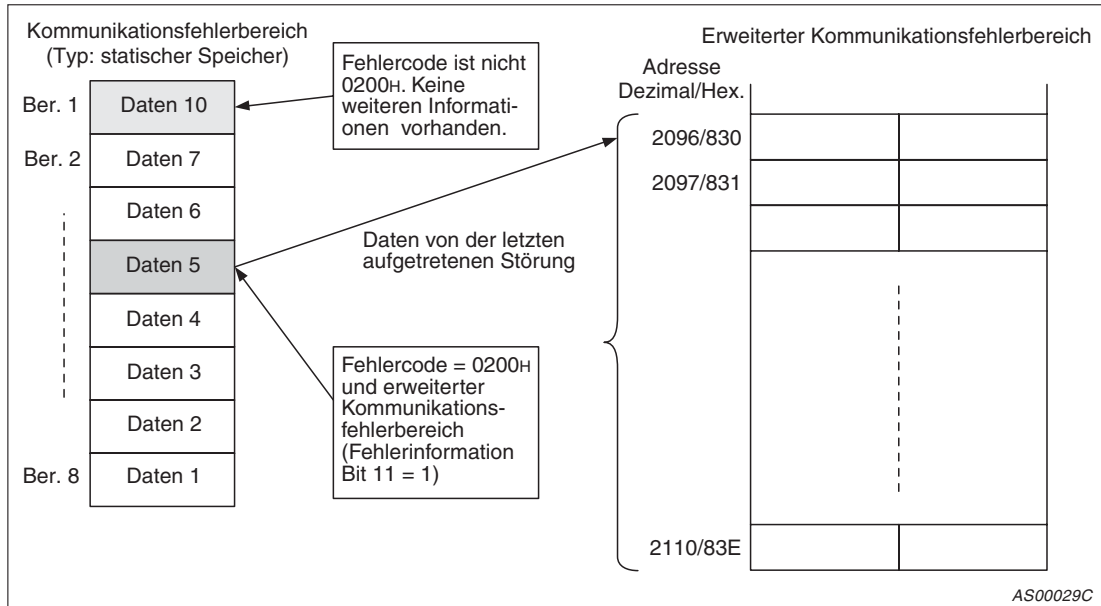 Kommunikationsfehlerbereich
(Typ: statischer Speicher)
Ber. 1
Daten 10
Ber. 2
Daten 7
Daten 6
Daten 5
Daten 4
Daten 3
Daten 2
Ber. 8
Daten 1
Fehlercode ist nicht
0200H. Keine
weiteren Informati-
onen vorhanden.
Daten von der letzten
aufgetretenen Störung
Fehlercode = 0200H
und erweiterter
Kommunikations-
fehlerbereich
(Fehlerinformation
Bit 11 = 1)
Erweiterter Kommunikationsfehlerbereich
Adresse
Dezimal/Hex.
2096/830
2097/831
2110/83E
AS00029C